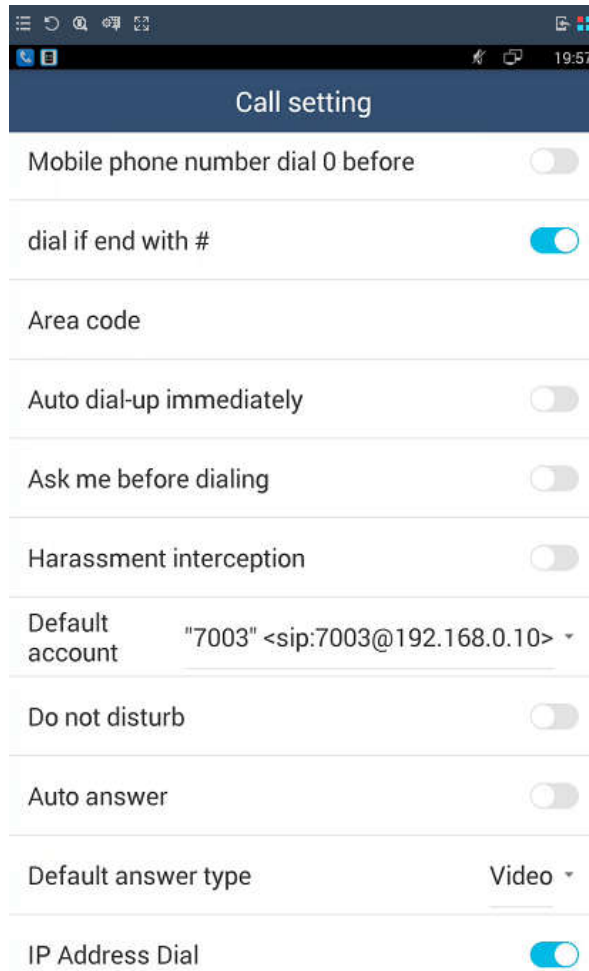 19:57
Call setting
Mobile phone number dial 0 before
dial if end with #
Area code
Auto dial-up immediately
Ask me before dialing
Harassment interception
Default
account
"7003" <sip:7003@192.168.0.10>
Do not disturb
Auto answer
Default answer type Video
IP Address Dial